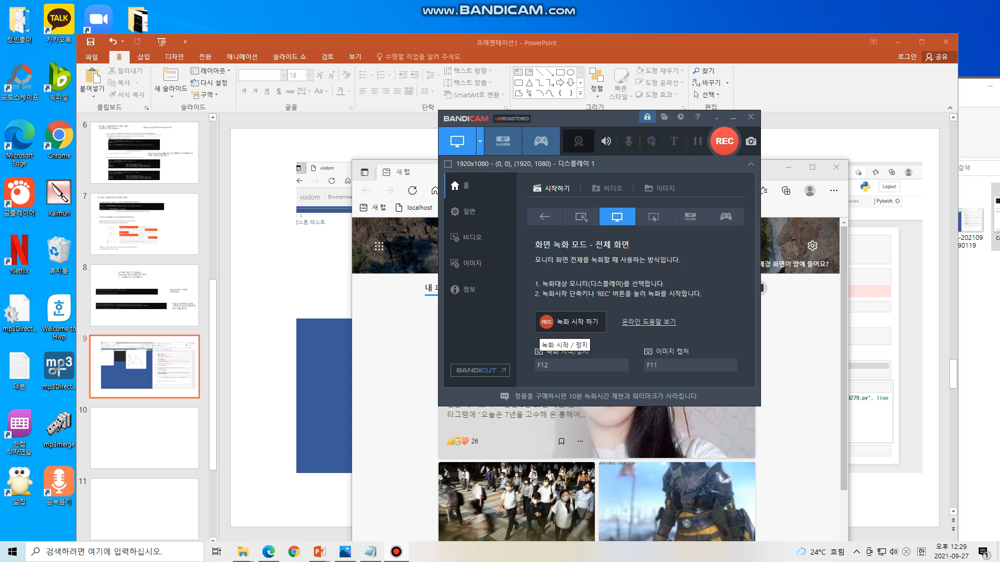 www.BANDICAM.com
청빈폴더
카카오톡
포토스케이프
빅파일
Microsoft Edge
Chrome
곰플레이어
Kalmuri
Netflix
휴지통
mp3Direct...
Welcome to Hwp
대본
mp3Direct...
한컴 타자연습
mp3merge
알집
곰녹음기
프레젠테이션1 - PowerPoint
파일 홈 삽입 디자인 전환 애니메이션 슬라이드 쇼 검토 보기 수행할 작업을 알려 주세요.
로그인 공유
붙여넣기
잘라내기
복사
서식 복사
클립보드
새 슬라이드
레이아웃
다시 설정
구역
슬라이드
18
글꼴
텍스트 방향
텍스트 맞춤
SmartArt로 변환
단락
정렬
빠른 스타일
도형 채우기
도형 윤곽선
도형 효과
그리기
찾기
바꾸기
선택
편집
6
7
8
9
10
11
visdom
visdom Environme
새 탭
새 탭 localhost
BANDICAM UNREGISTERED
HDMI
REC
1920x1080 - (0, 0), (1920, 1080) - 디스플레이 1
홈
일반
비디오
이미지
정보
BANDICUT
시작하기 비디오 이미지
화면 녹화 모드 - 전체 화면
모니터 화면 전체를 녹화할 때 사용하는 방식입니다.
1. 녹화대상 모니터(디스플레이)를 선택합니다.
2. 녹화시작 단축키나 'REC' 버튼을 눌러 녹화를 시작합니다.
REC 녹화 시작 하기
온라인 도움말 보기
녹화 시작 / 정지
이미지 캡처
F12
F11
정품을 구매하시면 10분 녹화시간 제한과 워터마크가 사라집니다.
배경 화면이 맘에 들어요?
타그램에 "오늘은 7년을 고수해 온 롱헤어...
26
Logout
Pytorch
9279.py", line
검색
-202109
90119
검색하려면 여기에 입력하십시오.
24°C 흐림
오후 12:29
2021-09-27
1